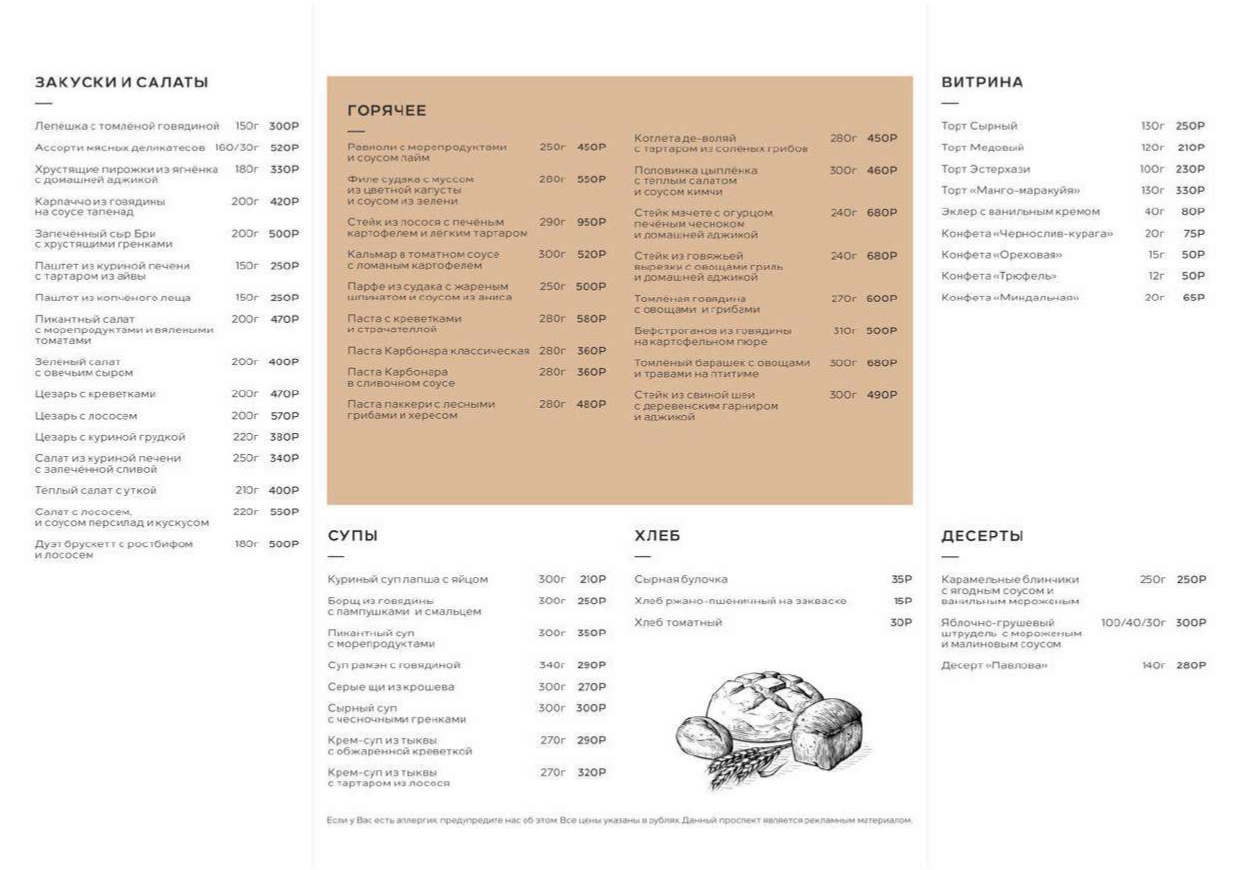 ЗАКУСКИ И САЛАТЫ
Лепёшка с томлёной говядиной 150г 300Р
Ассорти мясных деликатесов 160/30г 520Р
Хрустящие пирожки из ягнёнка 180г 330Р
с домашней аджикой
Карпаччо из говядины 200г 420Р
на соусе тапенад
Запечённый сыр Бри 200г 500Р
с хрустящими гренками
Паштет из куриной печени 150г 250Р
с тартаром из айвы
Паштет из копчёного леща 150г 250Р
Пикантный салат 200г 470Р
с морепродуктами и вялеными
томатами
Зелёный салат 200г 400Р
с овечьим сыром
Цезарь с креветками 200г 470Р
Цезарь с лососем 200г 570Р
Цезарь с куриной грудкой 220г 380Р
Салат из куриной печени 250г 340Р
с запечённой сливой
Тёплый салат с уткой 210г 400Р
Салат с лососем, 220г 550Р
и соусом персилад и кускусом
Дуэт брускетт с ростбифом 180г 500Р
и лососем
ГОРЯЧЕЕ
Равиоли с морепродуктами 250г 450Р
и соусом лайм
Филе судака с муссом 280г 550Р
из цветной капусты
и соусом из зелени
Стейк из лосося с печёным 290г 950Р
картофелем и лёгким тартаром
Кальмар в томатном соусе 300г 520Р
с ломаным картофелем
Парфе из судака с жареным 250г 500Р
шпинатом и соусом из аниса
Паста с креветками 280г 580Р
и страчателлой
Паста Карбонара классическая 280г 360Р
Паста Карбонара 280г 360Р
в сливочном соусе
Паста паккери с лесными 280г 480Р
грибами и хересом
Котлета де-воляй 280г 450Р
с тартаром из солёных грибов
Половинка цыплёнка 300г 460Р
с тёплым салатом
и соусом кимчи
Стейк мачете с огурцом, 240г 680Р
печёным чесноком
и домашней аджикой
Стейк из говяжьей 240г 680Р
вырезки с овощами гриль
и домашней аджикой
Томлёная говядина 270г 600Р
с овощами и грибами
Бефстроганов из говядины 310г 500Р
на картофельном пюре
Томлёный барашек с овощами 300г 680Р
и травами на птитиме
Стейк из свиной шеи 300г 490Р
с деревенским гарниром
и аджикой
СУПЫ
Куриный суп лапша с яйцом 300г 210Р
Борщ из говядины 300г 250Р
с пампушками и смальцем
Пикантный суп 300г 350Р
с морепродуктами
Суп рамэн с говядиной 340г 290Р
Серые щи из крошева 300г 270Р
Сырный суп 300г 300Р
с чесночными гренками
Крем-суп из тыквы 270г 290Р
с обжаренной креветкой
Крем-суп из тыквы 270г 320Р
с тартаром из лосося
ХЛЕБ
Сырная булочка 35Р
Хлеб ржано-пшеничный на закваске 15Р
Хлеб томатный 30Р
ВИТРИНА
Торт Сырный 130г 250Р
Торт Медовый 120г 210Р
Торт Эстерхази 100г 230Р
Торт «Манго-маракуйя» 130г 330Р
Эклер с ванильным кремом 40г 80Р
Конфета «Чернослив-курага» 20г 75Р
Конфета «Ореховая» 15г 50Р
Конфета «Трюфель» 12г 50Р
Конфета «Миндальная» 20г 65Р
ДЕСЕРТЫ
Карамельные блинчики 250г 250Р
с ягодным соусом и
ванильным мороженым
Яблочно-грушевый 100/40/30г 300Р
штрудель с мороженым
и малиновым соусом
Десерт «Павлова» 140г 280Р
Если у Вас есть аллергия, предупредите нас об этом. Все цены указаны в рублях. Данный проспект является рекламным материалом.